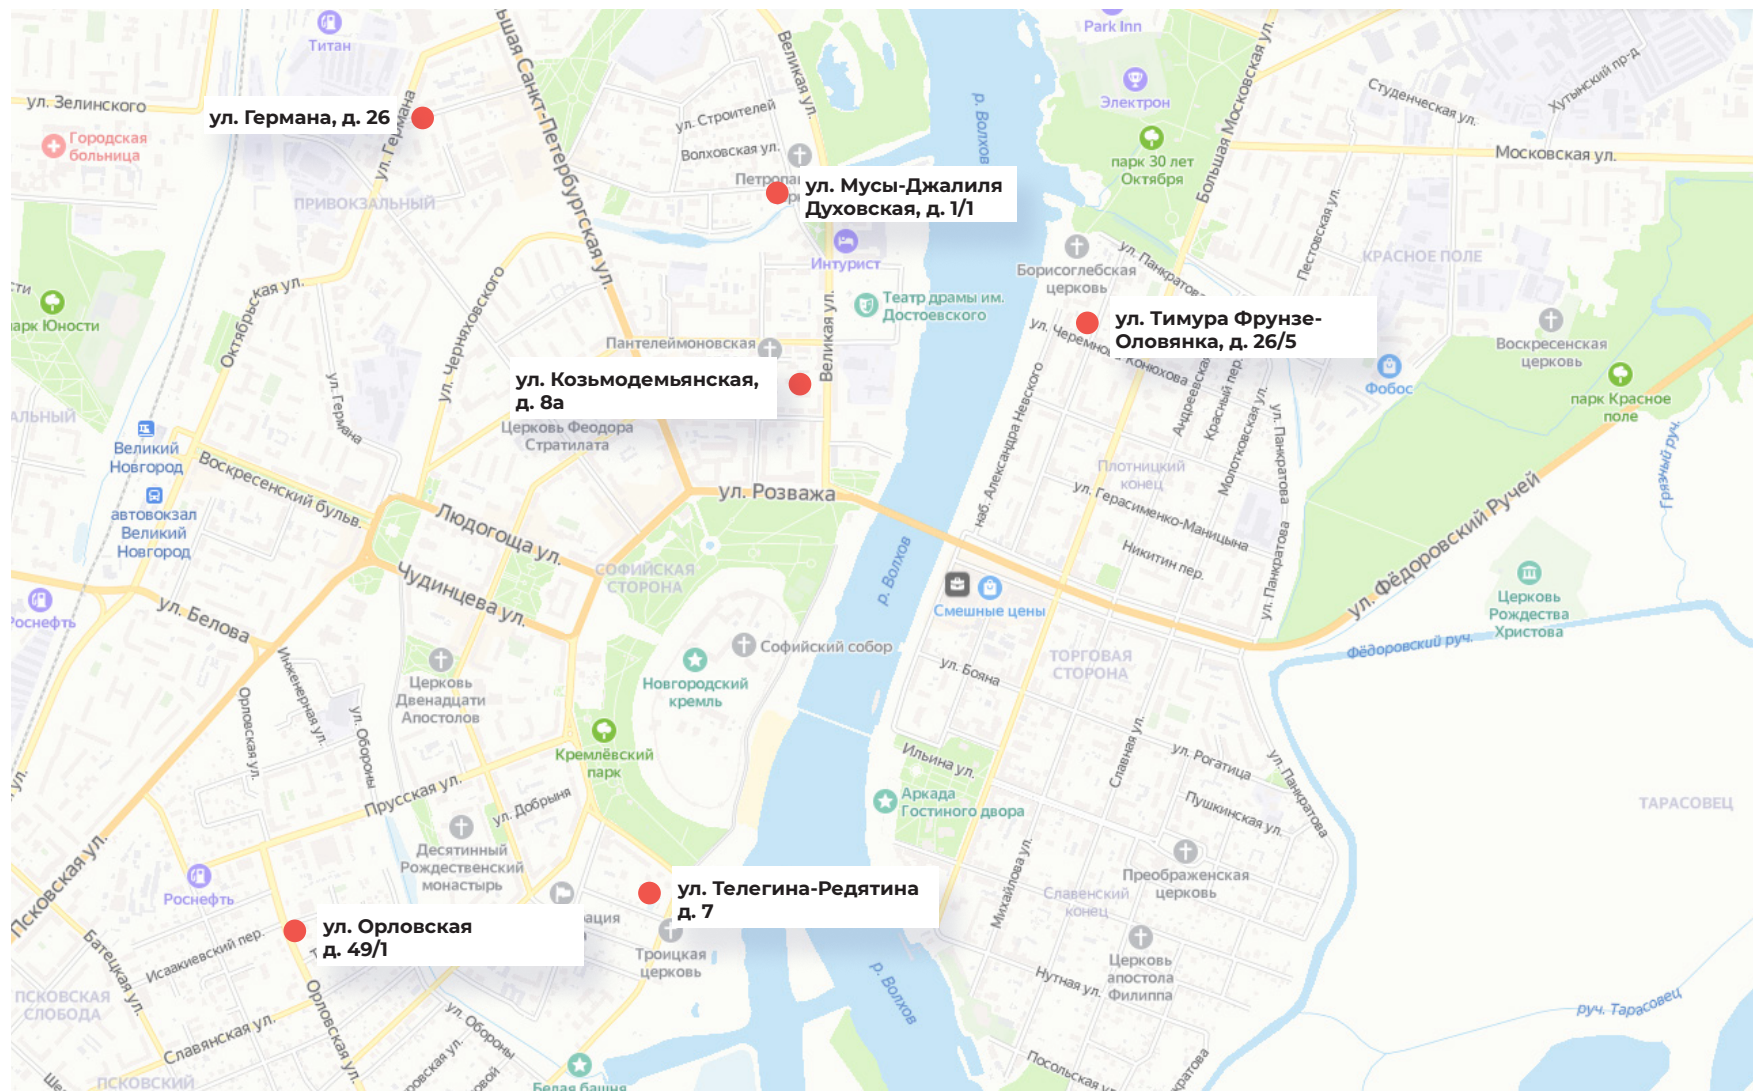 Титан
Park Inn
Большая Санкт-Петербургская ул.
Великая ул.
Большая Московская ул.
Хутынский пр-д
Студенческая ул.
р. Волхов
Электрон
ул. Зелинского
ул. Германа, д. 26
ул. Германа
ул. Строителей
Городская
больница
Волховская ул.
парк 30 лет
Октября
Московская ул.
ул. Мусы-Джалиля
Духовская, д. 1/1
ПРИВОКЗАЛЬНЫЙ
Пестовская ул.
Интурист
Борисоглебская
церковь
ул. Панкратова
КРАСНОЕ ПОЛЕ
Октябрьская ул.
ул. Черняховского
Театр драмы им.
Достоевского
ул. Тимура Фрунзе-
Оловянка, д. 26/5
Воскресенская
церковь
Пантелеймоновская
Великая ул.
ул. Козьмодемьянская,
д. 8а
ул. Германа
Фобос
парк Красное
поле
Церковь Феодора
Стратилата
наб. Александра Невского
Андреевская
Красный пер.
Молотковская ул.
ул. Панкратова
Великий
Новгород
Воскресенский бульв.
Плотницкий
конец
Грязный руч.
ул. Розважа
ул. Герасименко-Маницына
автовокзал
Великий
Новгород
Людогоща ул.
Никитин пер.
ул. Панкратова
ул. Фёдоровский Ручей
СОФИЙСКАЯ
СТОРОНА
р. Волхов
Чудинцева ул.
Смешные цены
Церковь
Рождества
Христова
Роснефть
ул. Белова
Фёдоровский руч.
Софийский собор
Новгородский
кремль
ул. Бояна
ТОРГОВАЯ
СТОРОНА
Церковь
Двенадцати
Апостолов
Инженерная ул.
Орловская ул.
ул. Обороны
Кремлёвский
парк
Ильина ул.
Славная ул.
ул. Рогатица
ул. Панкратова
Прусская ул.
ул. Добрыня
Аркада
Гостиного двора
Пушкинская ул.
ТАРАСОВЕЦ
Десятинный
Рождественский
монастырь
Псковская ул.
Роснефть
Михайлова ул.
Преображенская
церковь
Славенский
конец
ул. Телегина-Редятина
д. 7
ул. Орловская
д. 49/1
Исаакиевский пер.
Батецкая ул.
Троицкая
церковь
Церковь
апостола
Филиппа
р. Волхов
Нутная ул.
ПСКОВСКАЯ
СЛОБОДА
Орловская ул.
ул. Обороны
Славянская ул.
руч. Тарасовец
Посольская ул.
ПСКОВСКИЙ
Белая башня